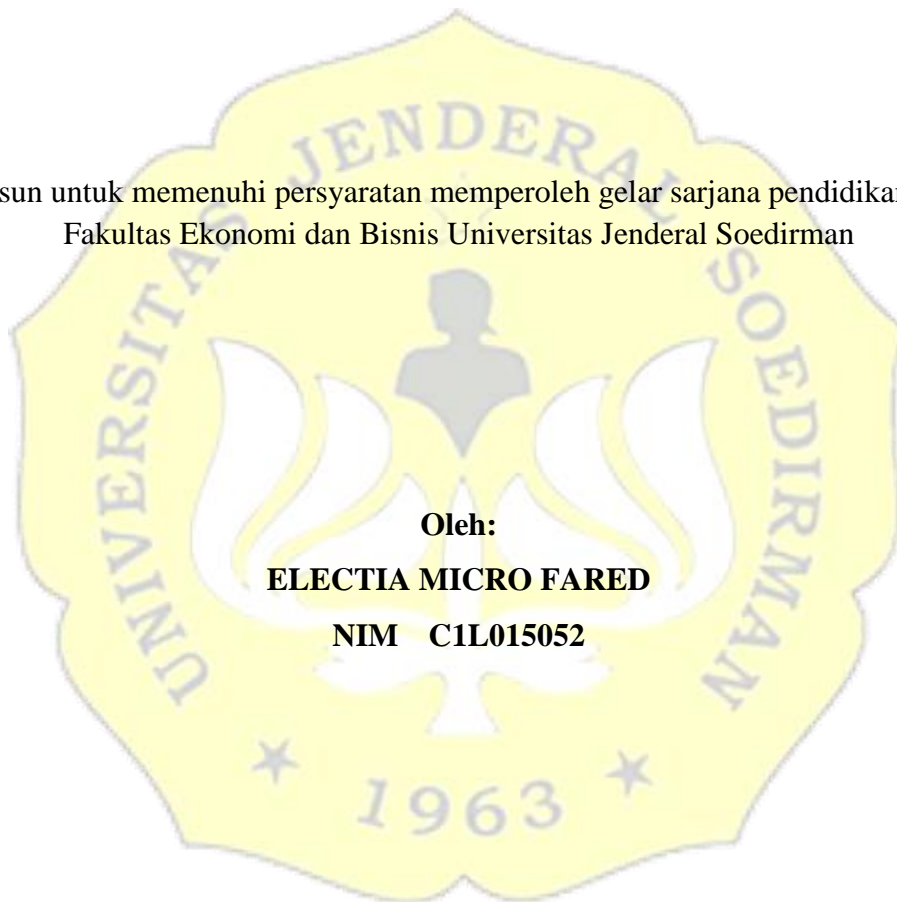 sun untuk memenuhi persyaratan memperoleh gelar sarjana pendidikan
Fakultas Ekonomi dan Bisnis Universitas Jenderal Soedirman
UNIVERSITAS JENDERAL SOEDIRMAN
Oleh:
ELECTIA MICRO FARED
NIM C1L015052
1963